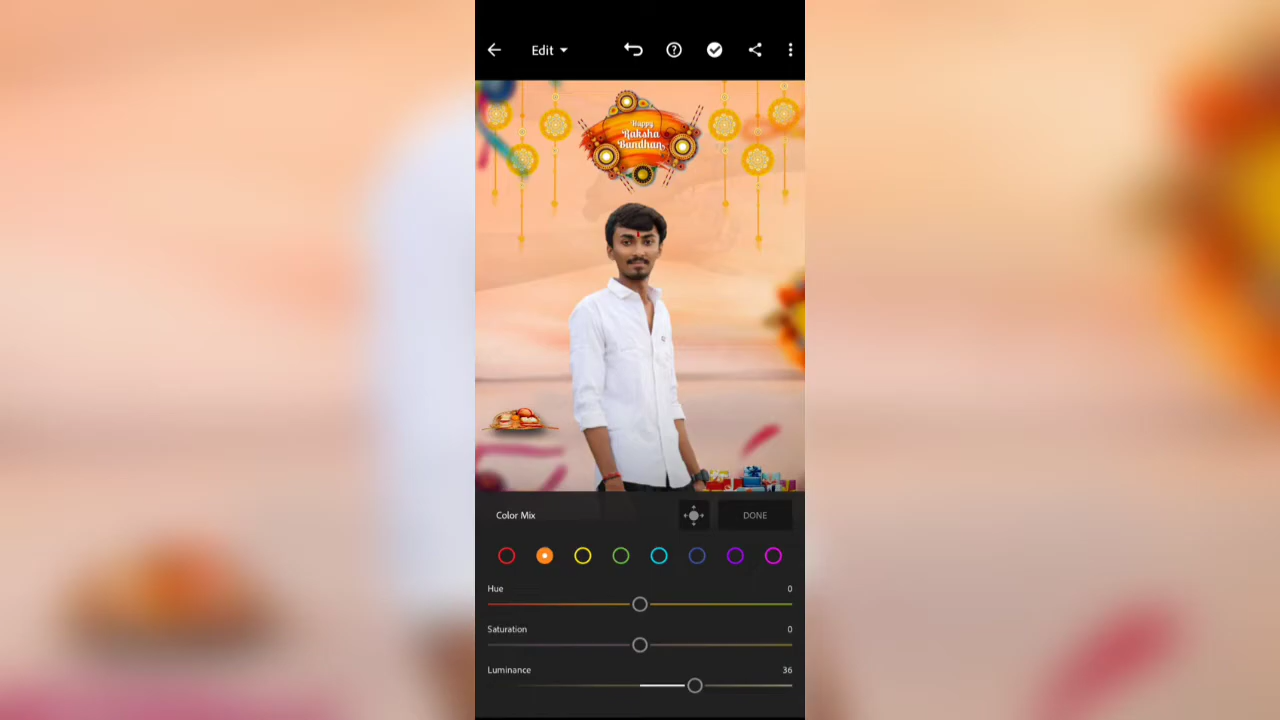 Edit
Happy
Raksha
Bandhan
Color Mix
DONE
Hue 0
Saturation 0
Luminance 36